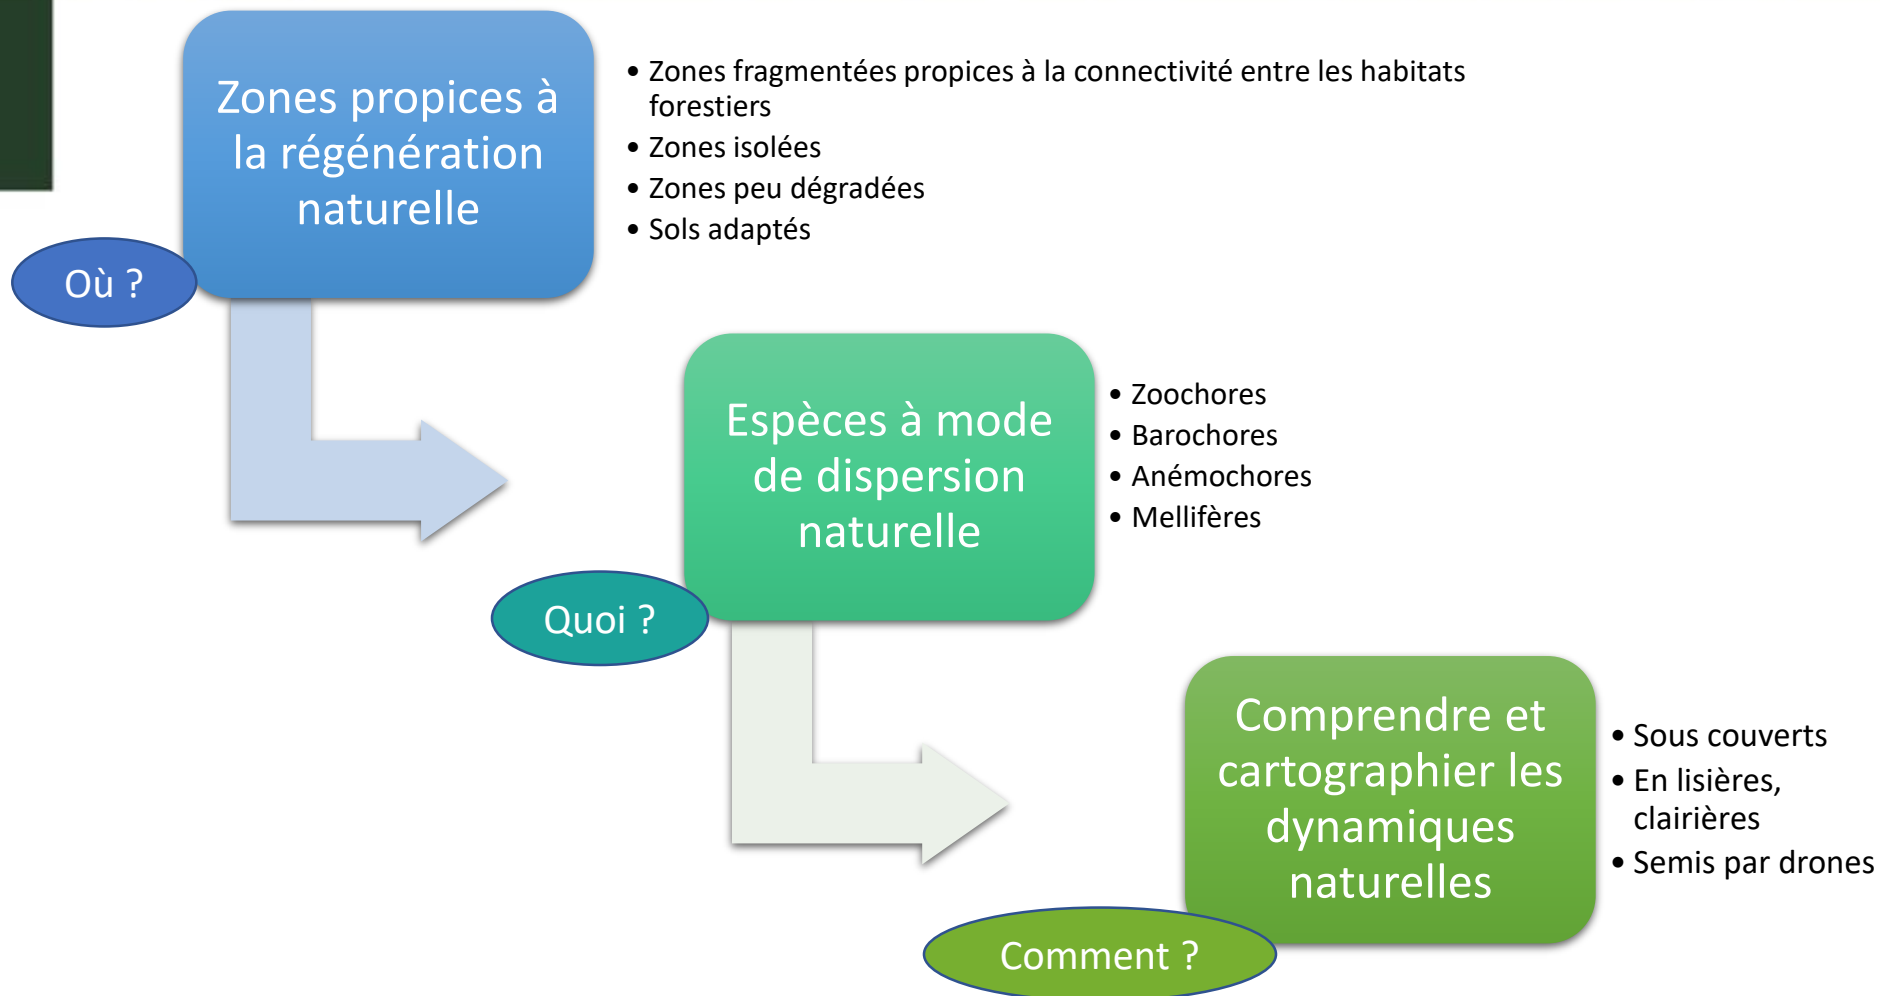 Zones propices à
la régénération
naturelle
• Zones fragmentées propices à la connectivité entre les habitats
forestiers
• Zones isolées
• Zones peu dégradées
• Sols adaptés
Où ?
Espèces à mode
de dispersion
naturelle
• Zoochores
• Barochores
• Anémochores
• Mellifères
Quoi ?
Comprendre et
cartographier les
dynamiques
naturelles
• Sous couverts
• En lisières,
clairières
• Semis par drones
Comment ?